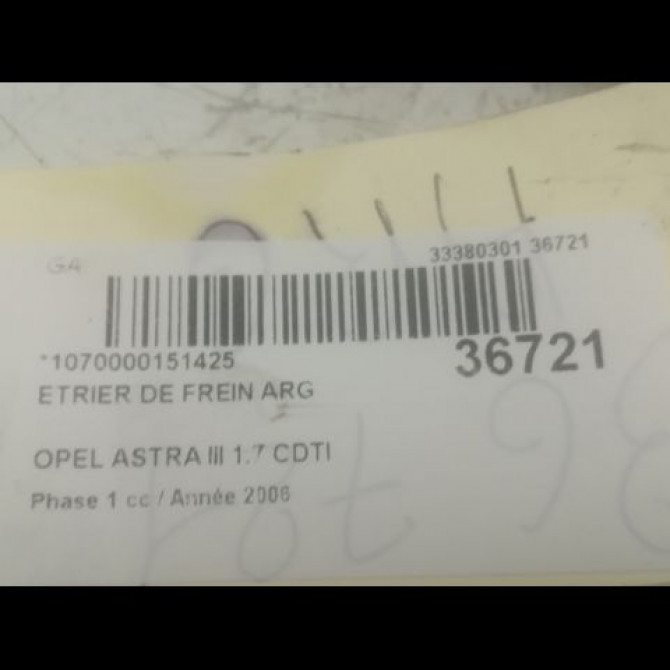 GA
33380301 36721
*1070000151425
36721
ETRIER DE FREIN ARG
OPEL ASTRA III 1.7 CDTI
Phase 1 cc / Année 2006